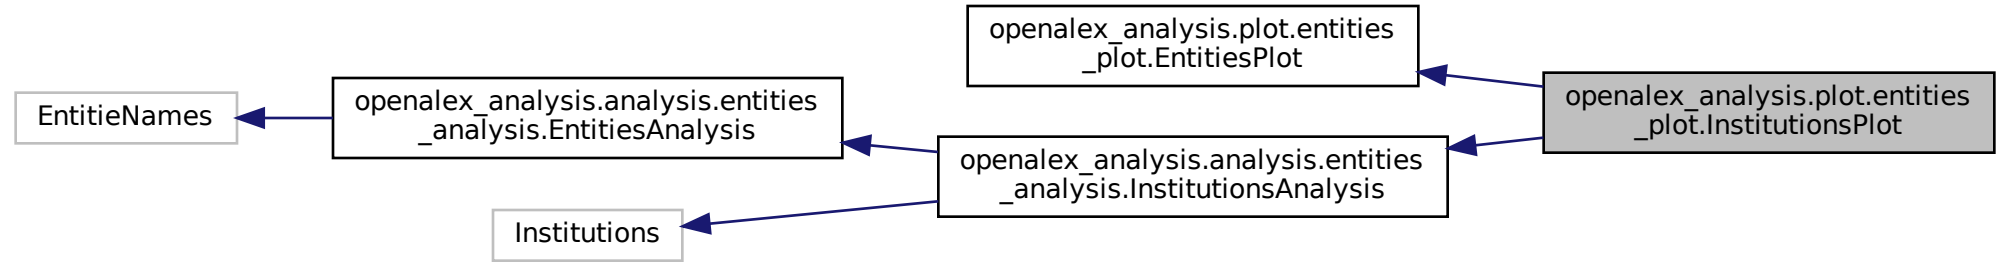 EntitieNames
openalex_analysis.analysis.entities
_analysis.EntitiesAnalysis
Institutions
openalex_analysis.plot.entities
_plot.EntitiesPlot
openalex_analysis.analysis.entities
_analysis.InstitutionsAnalysis
openalex_analysis.plot.entities
_plot.InstitutionsPlot